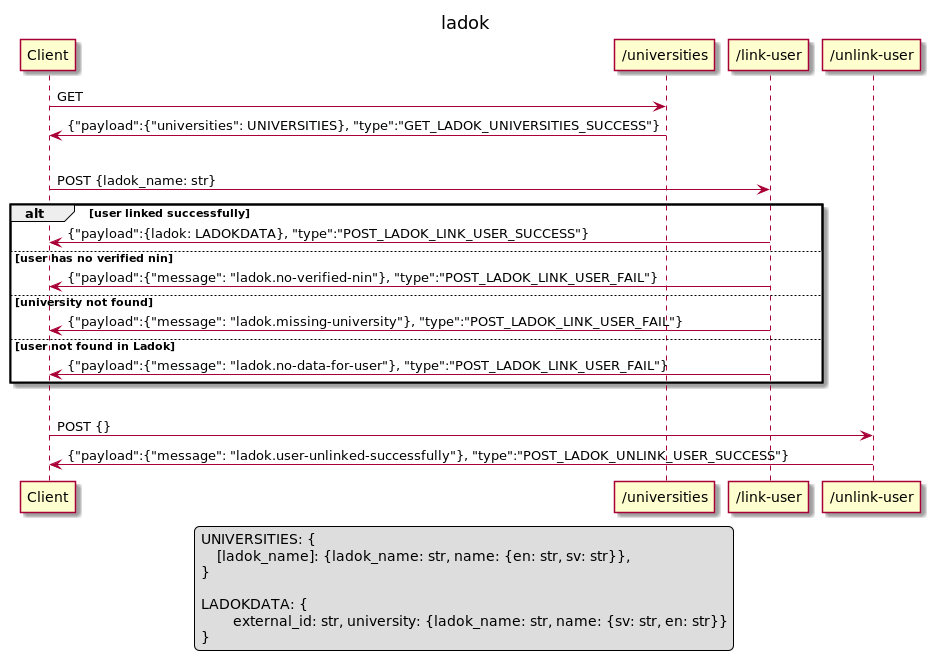 ladok
Client /universities /link-user /unlink-user
GET
{"payload":{"universities": UNIVERSITIES}, "type":"GET_LADOK_UNIVERSITIES_SUCCESS"}
POST {ladok_name: str}
alt [user linked successfully]
{"payload":{ladok: LADOKDATA}, "type":"POST_LADOK_LINK_USER_SUCCESS"}
[user has no verified nin]
{"payload":{"message": "ladok.no-verified-nin"}, "type":"POST_LADOK_LINK_USER_FAIL"}
[university not found]
{"payload":{"message": "ladok.missing-university"}, "type":"POST_LADOK_LINK_USER_FAIL"}
[user not found in Ladok]
{"payload":{"message": "ladok.no-data-for-user"}, "type":"POST_LADOK_LINK_USER_FAIL"}
POST {}
{"payload":{"message": "ladok.user-unlinked-successfully"}, "type":"POST_LADOK_UNLINK_USER_SUCCESS"}
Client /universities /link-user /unlink-user
UNIVERSITIES: {
[ladok_name]: {ladok_name: str, name: {en: str, sv: str}},
}
LADOKDATA: {
external_id: str, university: {ladok_name: str, name: {sv: str, en: str}}
}